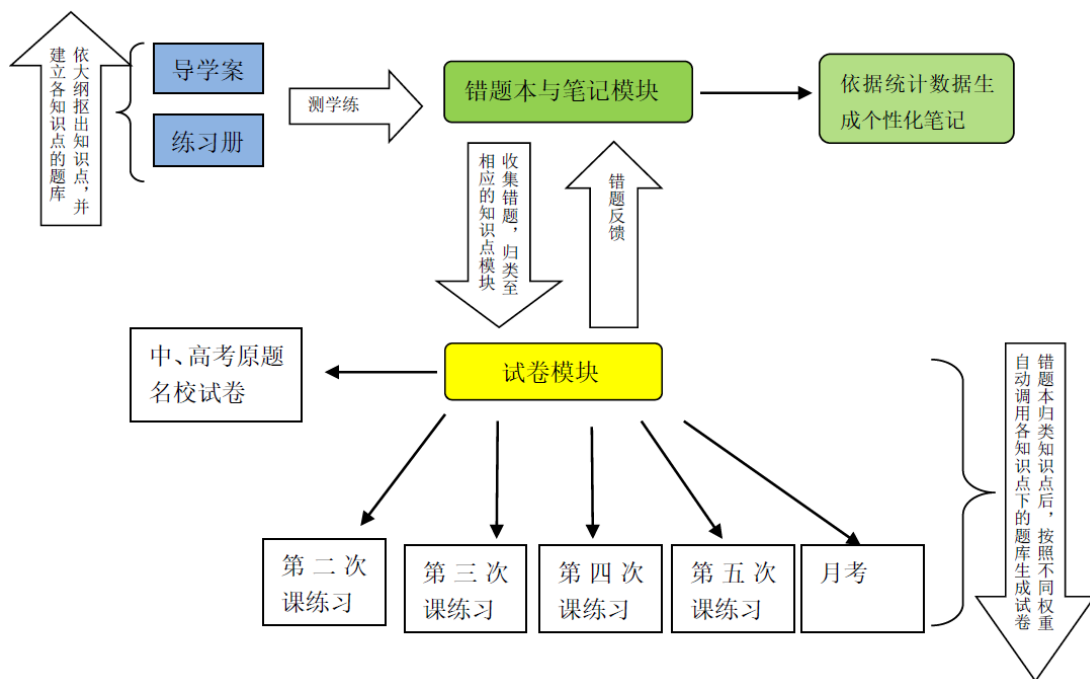 依大纲抠出知识点，并
建立各知识点的题库
导学案
练习册
测学练
错题本与笔记模块
依据统计数据生
成个性化笔记
收集错题，归类至
相应的知识点模块
错题反馈
中、高考原题
名校试卷
试卷模块
第二次
课练习
第三次
课练习
第四次
课练习
第五次
课练习
月考
错题本归类知识点后，按照不同权重
自动调用各知识点下的题库生成试卷